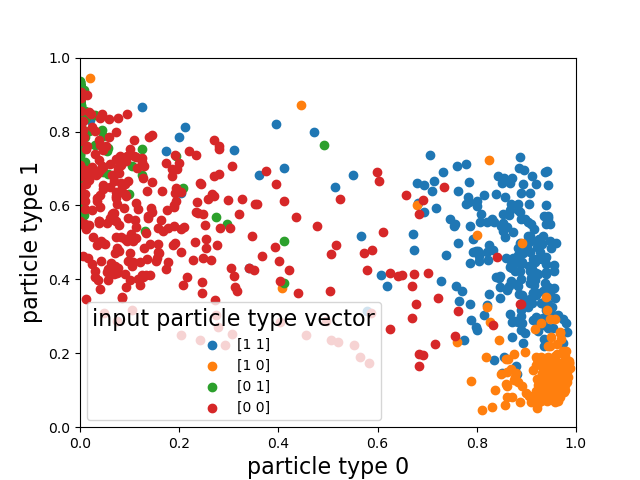 1.0
0.8
0.6
0.4
0.2
0.0
particle type 1
input particle type vector
[1 1]
[1 0]
[0 1]
[0 0]
0.0 0.2 0.4 0.6 0.8 1.0
particle type 0